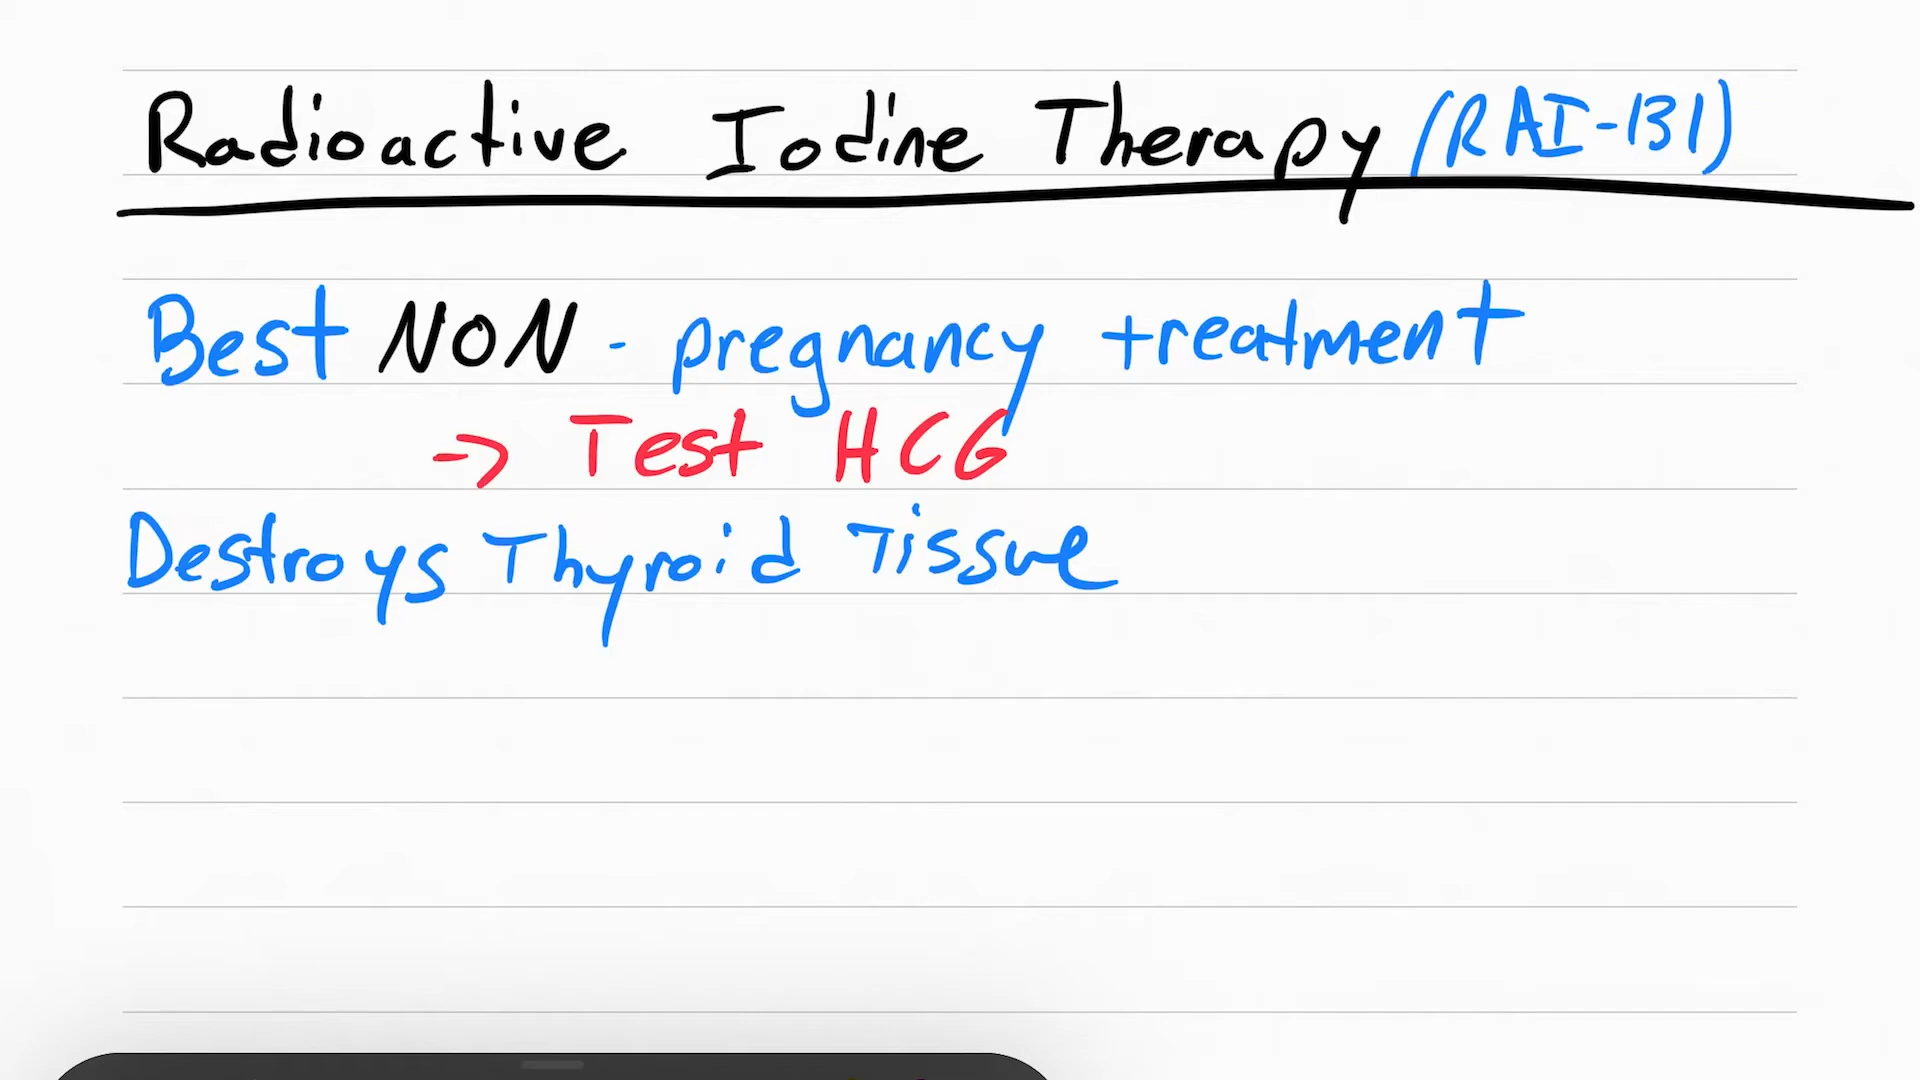 Radioactive Iodine Therapy (RAI-131)
Best NON - pregnancy treatment
-> Test HCG
Destroys Thyroid Tissue